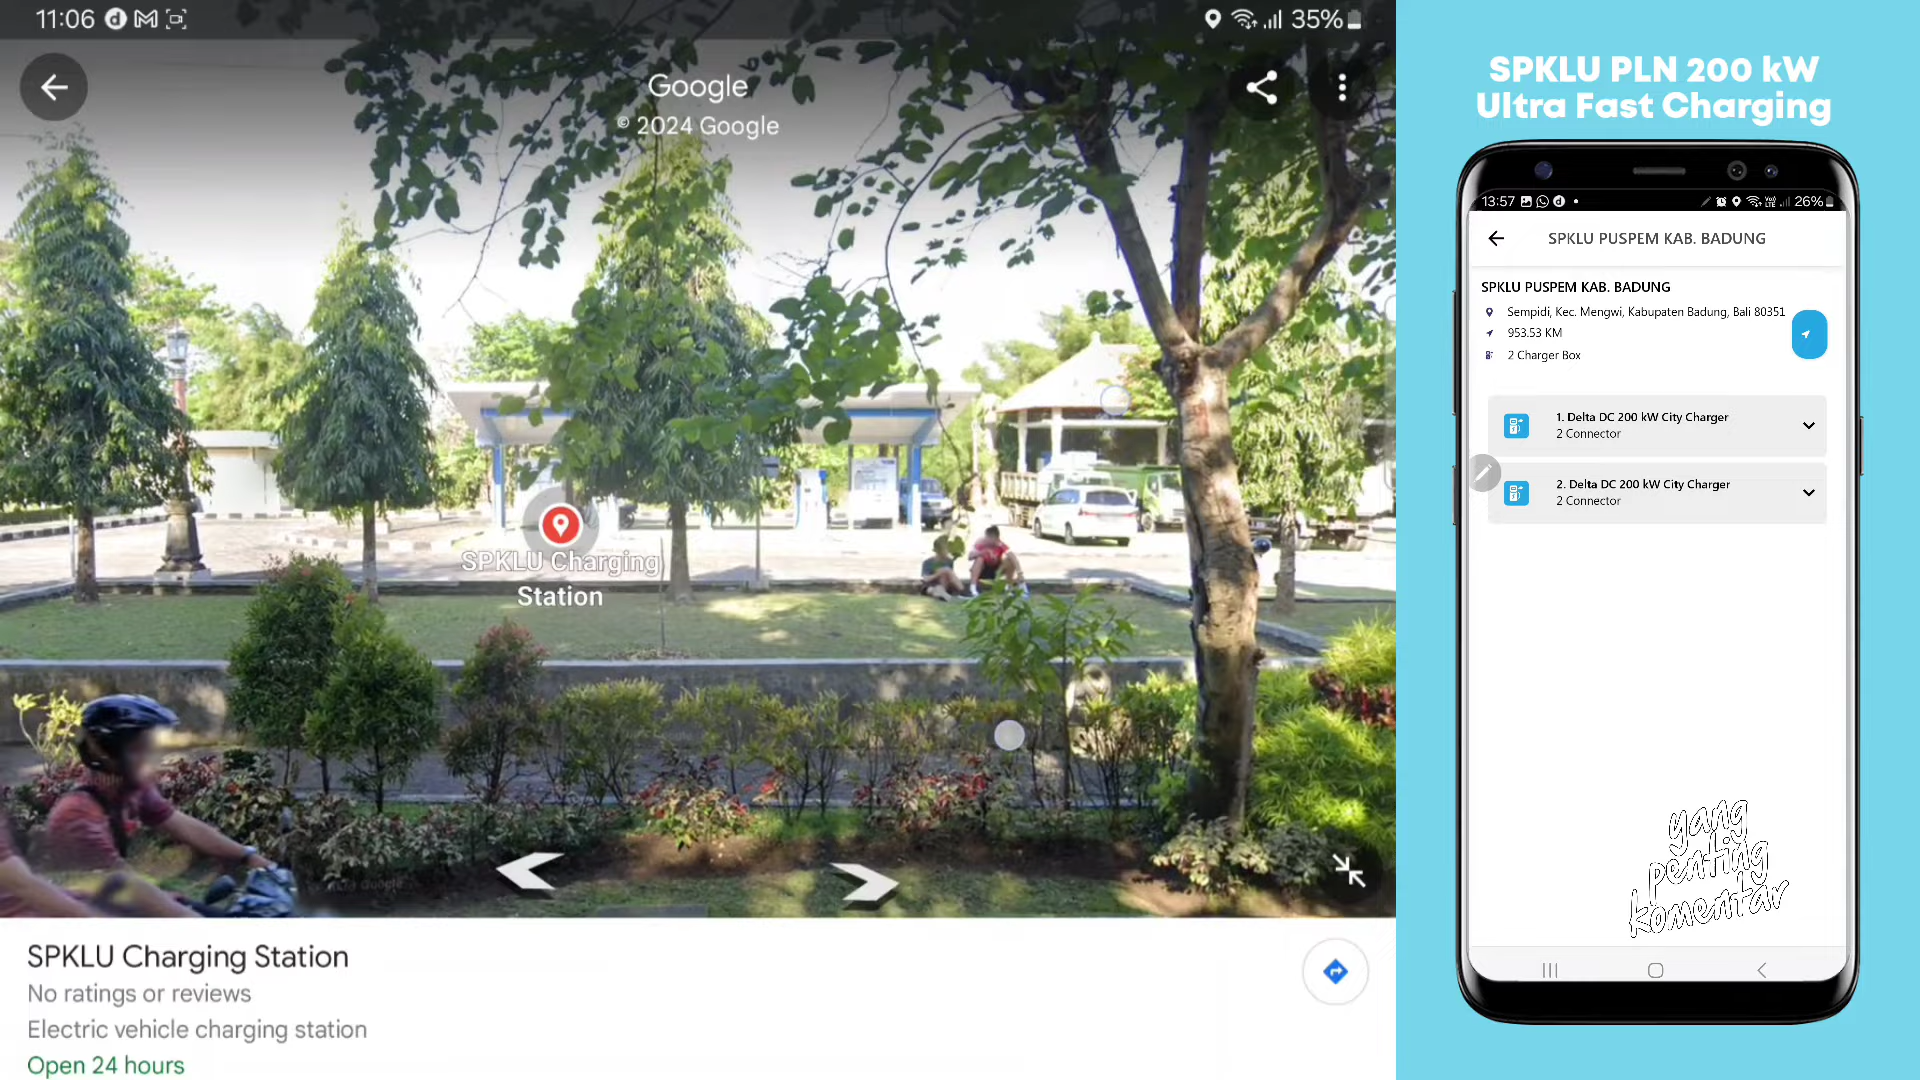 11:06
35%
Google
© 2024 Google
SPKLU Charging
Station
SPKLU Charging Station
No ratings or reviews
Electric vehicle charging station
Open 24 hours
SPKLU PLN 200 kW
Ultra Fast Charging
13:57
26%
SPKLU PUSPEM KAB. BADUNG
SPKLU PUSPEM KAB. BADUNG
Sempidi, Kec. Mengwi, Kabupaten Badung, Bali 80351
953.53 KM
2 Charger Box
1. Delta DC 200 kW City Charger
2 Connector
2. Delta DC 200 kW City Charger
2 Connector
yang
penting
komentar